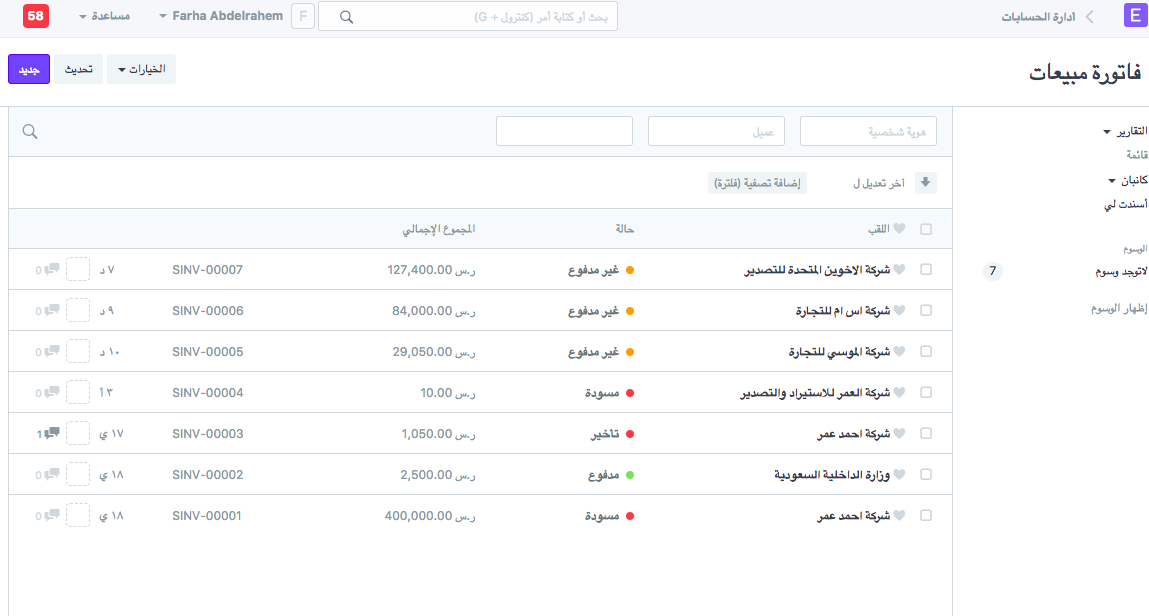 E أدارة الحسابات بحث أو كتابة أمر (كنترول + G) F Farha Abdelrahem مساعدة 58
فاتورة مبيعات الخيارات تحديث جديد
التقارير
قائمة
كانبان
أسندت لي
الوسوم
لاتوجد وسوم 7
إظهار الوسوم
هوية شخصية عميل
آخر تعديل ل إضافة تصفية (فلترة)
اللقب حالة المجموع الإجمالي
شركة الاخوين المتحدة للتصدير غير مدفوع ر.س 127,400.00 SINV-00007 ٧ د 0
شركة اس ام للتجارة غير مدفوع ر.س 84,000.00 SINV-00006 ٩ د 0
شركة الموسي للتجارة غير مدفوع ر.س 29,050.00 SINV-00005 ١٠ د 0
شركة العمر للاستيراد والتصدير مسودة ر.س 10.00 SINV-00004 ٣ أ 0
شركة احمد عمر تأخير ر.س 1,050.00 SINV-00003 ١٧ ي 1
وزارة الداخلية السعودية مدفوع ر.س 2,500.00 SINV-00002 ١٨ ي 0
شركة احمد عمر مسودة ر.س 400,000.00 SINV-00001 ١٨ ي 0